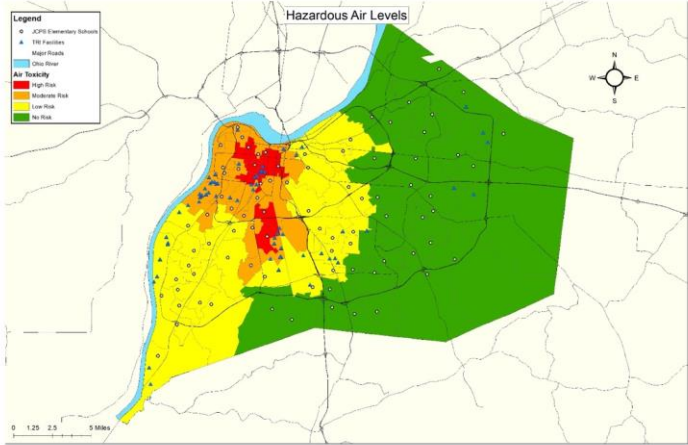 Hazardous Air Levels
Legend
JCPS Elementary Schools
TRI Facilities
Major Roads
Ohio River
Air Toxicity
High Risk
Moderate Risk
Low Risk
No Risk
N
W E
S
0 1.25 2.5 5 Miles